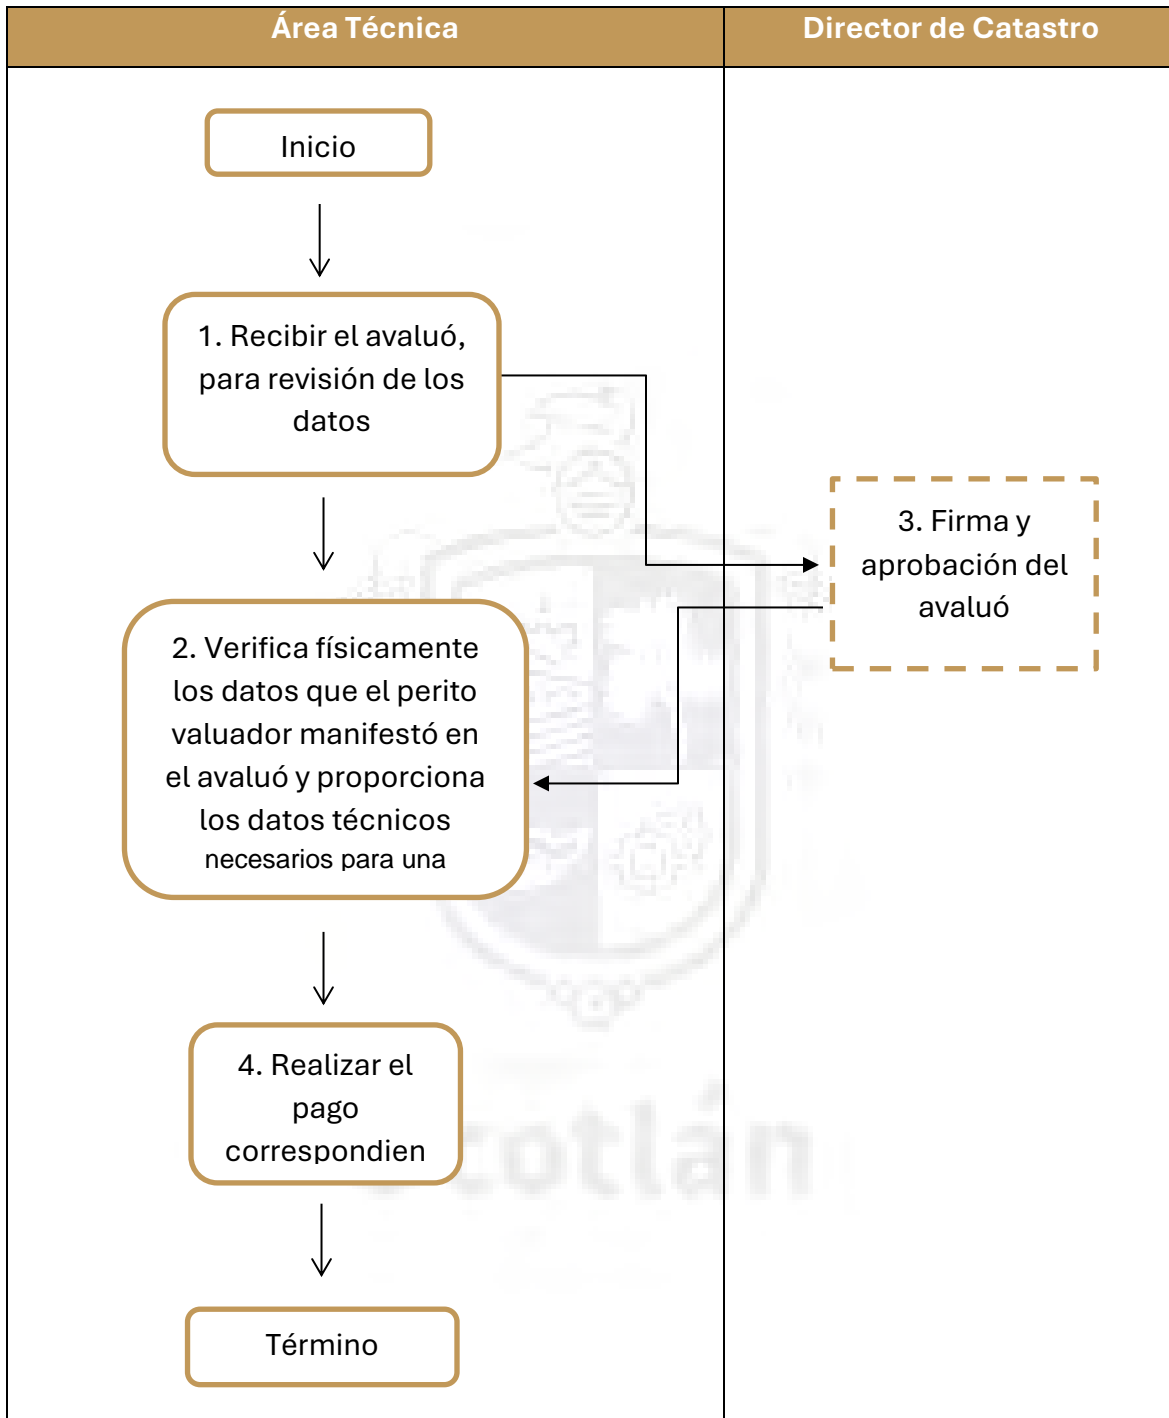 Área Técnica
Director de Catastro
Inicio
1. Recibir el avaluó,
para revisión de los
datos
3. Firma y
aprobación del
avaluó
2. Verifica físicamente
los datos que el perito
valuador manifestó en
el avaluó y proporciona
los datos técnicos
necesarios para una
4. Realizar el
pago
correspondien
cotlán
Término